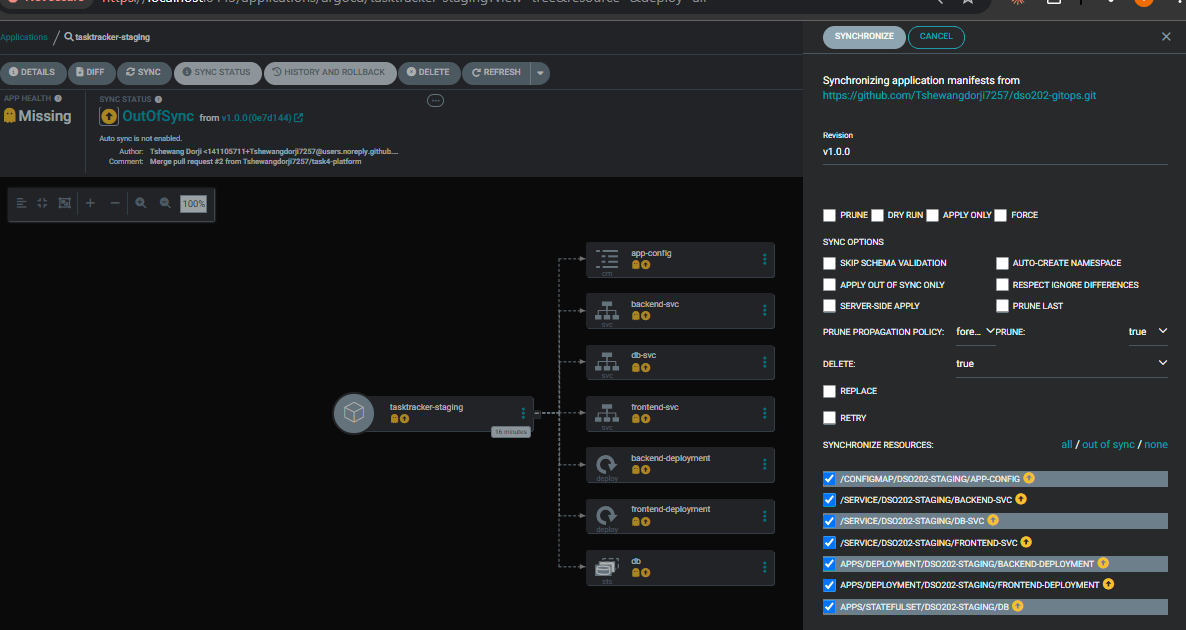 Applications / tasktracker-staging
DETAILS DIFF SYNC SYNC STATUS HISTORY AND ROLLBACK DELETE REFRESH
APP HEALTH
Missing
SYNC STATUS
OutOfSync from v1.0.0 (0e7d144)
Auto sync is not enabled.
Author: Tshewang Dorji <141105711+Tshewangdorji7257@users.noreply.github....
Comment: Merge pull request #2 from Tshewangdorji7257/task4-platform
100%
tasktracker-staging
16 minutes
app-config
cm
backend-svc
svc
db-svc
svc
frontend-svc
svc
backend-deployment
deploy
frontend-deployment
deploy
db
sts
SYNCHRONIZE CANCEL
Synchronizing application manifests from
https://github.com/Tshewangdorji7257/dso202-gitops.git
Revision
v1.0.0
PRUNE DRY RUN APPLY ONLY FORCE
SYNC OPTIONS
SKIP SCHEMA VALIDATION AUTO-CREATE NAMESPACE
APPLY OUT OF SYNC ONLY RESPECT IGNORE DIFFERENCES
SERVER-SIDE APPLY PRUNE LAST
PRUNE PROPAGATION POLICY: fore... PRUNE: true
DELETE: true
REPLACE
RETRY
SYNCHRONIZE RESOURCES: all / out of sync / none
/CONFIGMAP/DSO202-STAGING/APP-CONFIG
/SERVICE/DSO202-STAGING/BACKEND-SVC
/SERVICE/DSO202-STAGING/DB-SVC
/SERVICE/DSO202-STAGING/FRONTEND-SVC
APPS/DEPLOYMENT/DSO202-STAGING/BACKEND-DEPLOYMENT
APPS/DEPLOYMENT/DSO202-STAGING/FRONTEND-DEPLOYMENT
APPS/STATEFULSET/DSO202-STAGING/DB